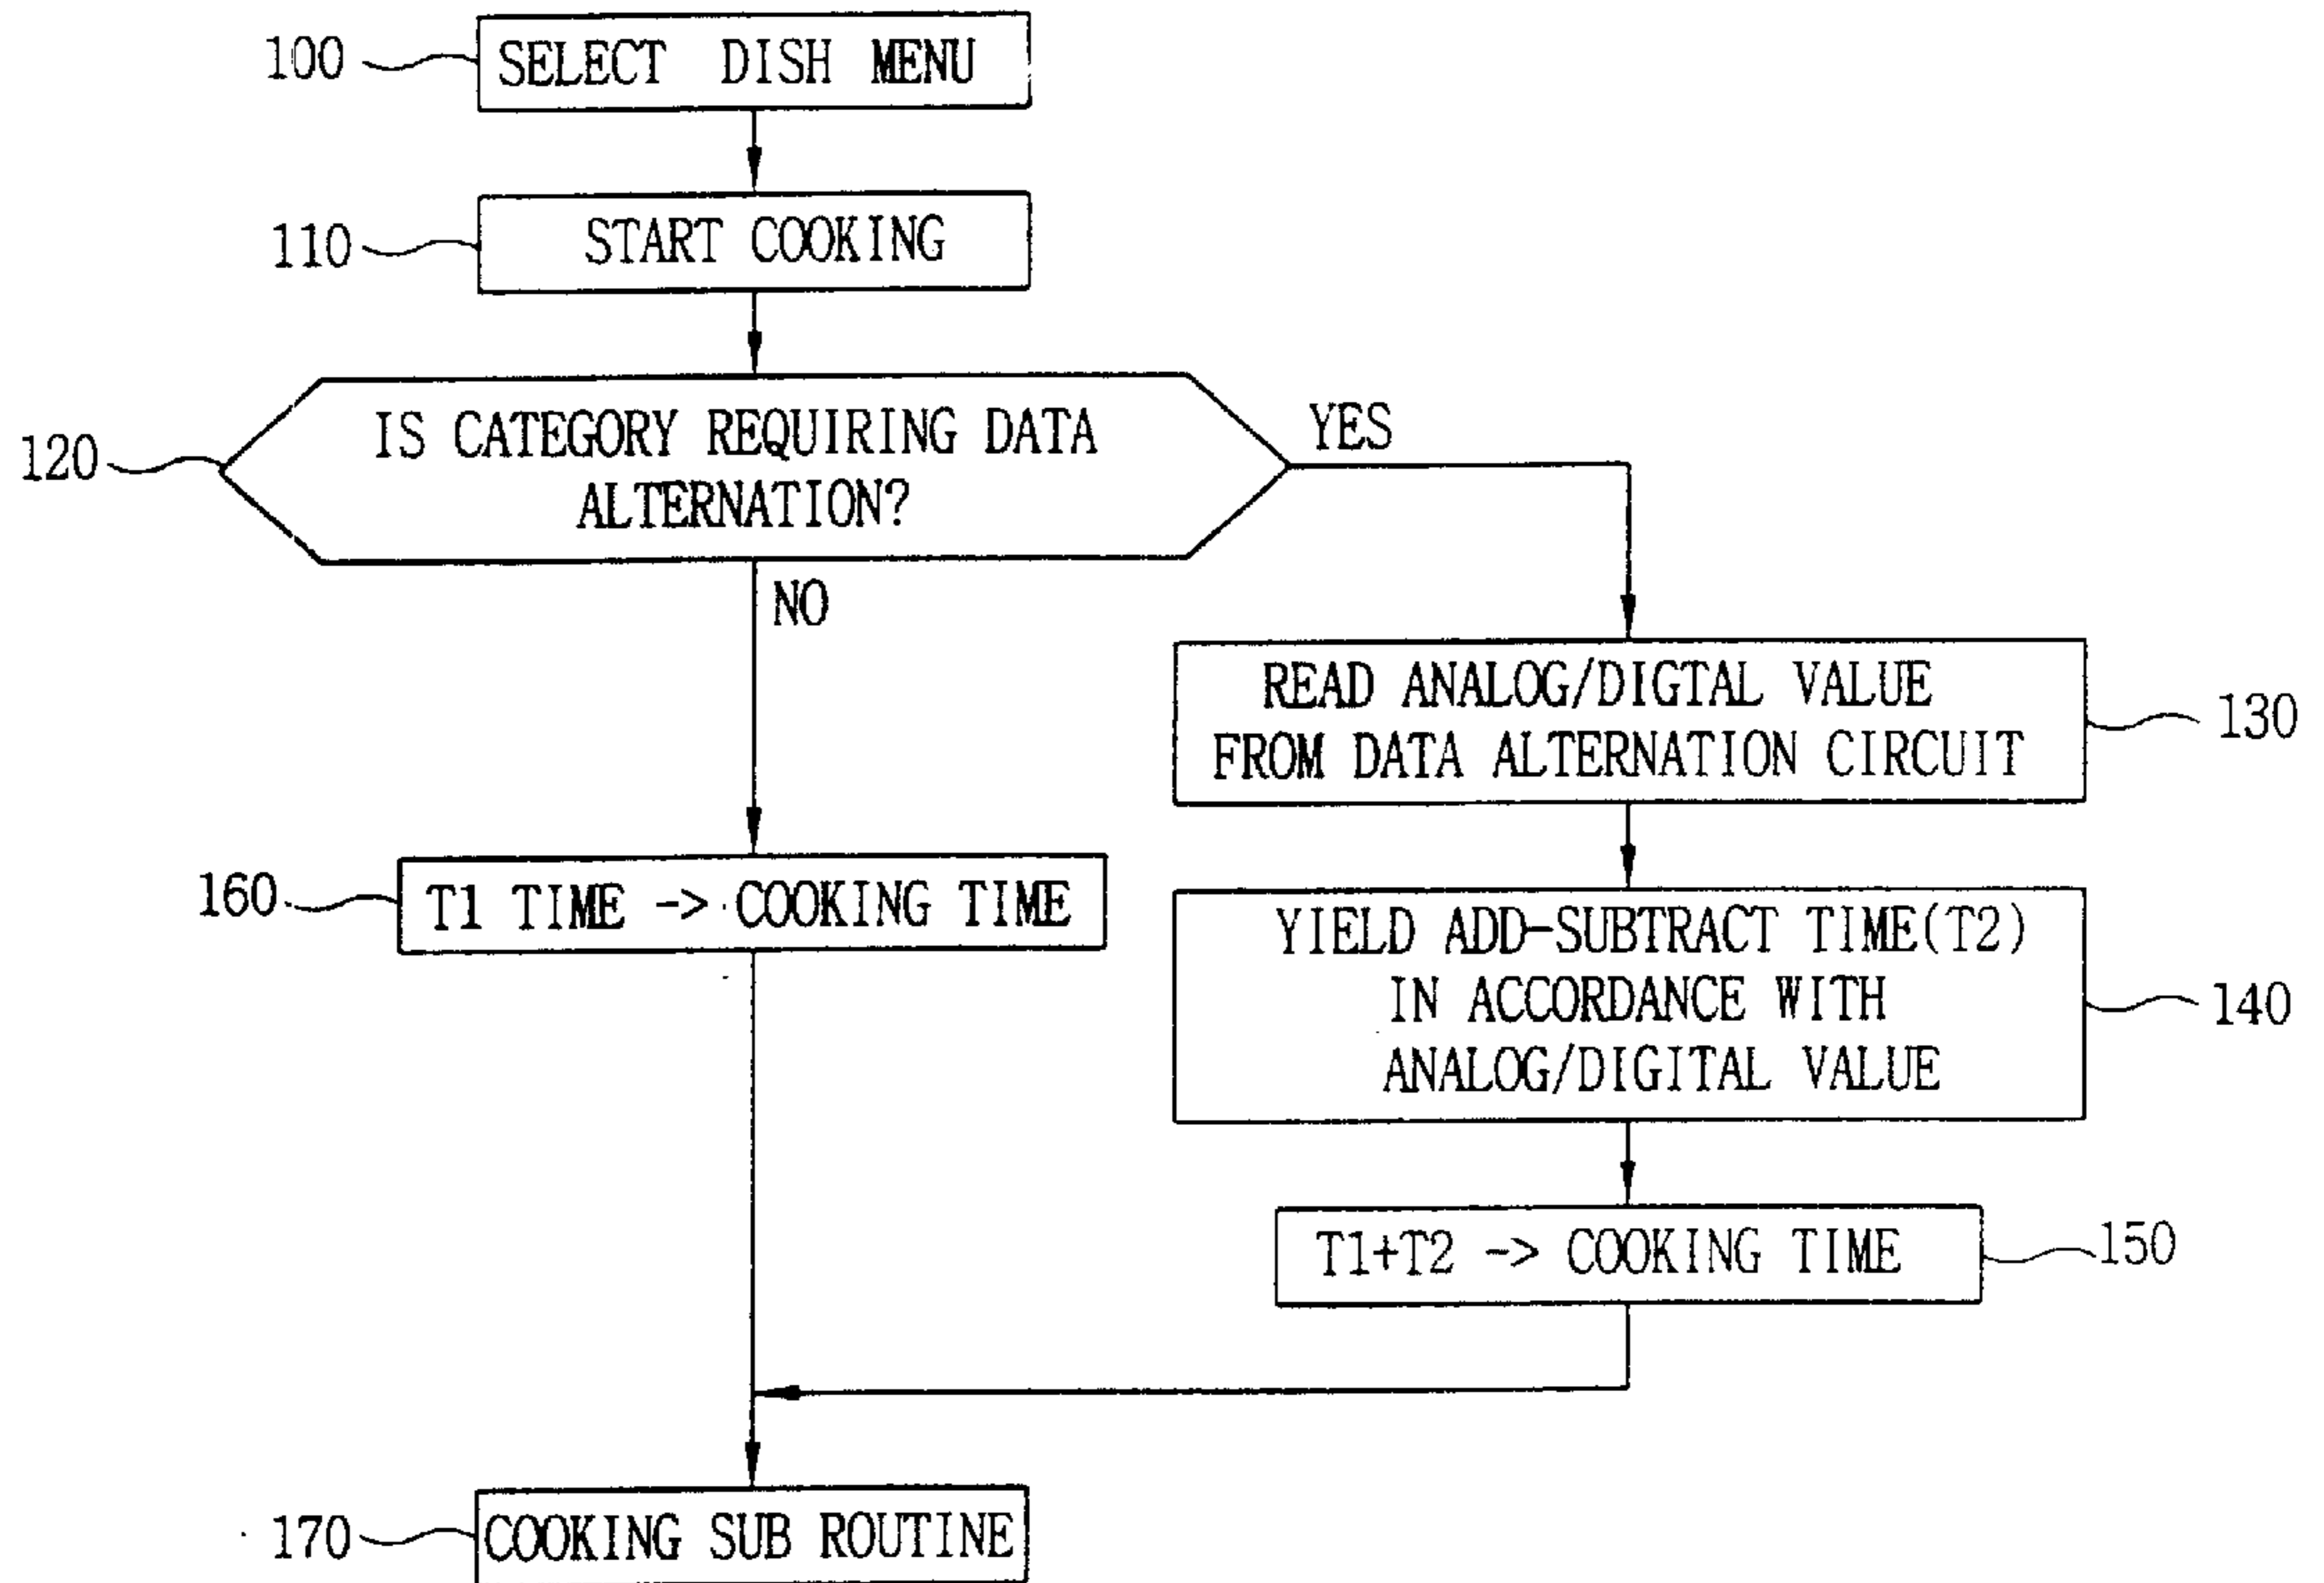 100
SELECT DISH MENU
110
START COOKING
120
IS CATEGORY REQUIRING DATA
ALTERNATION?
YES
NO
READ ANALOG/DIGTAL VALUE
FROM DATA ALTERNATION CIRCUIT
130
160
T1 TIME -> COOKING TIME
YIELD ADD-SUBTRACT TIME(T2)
IN ACCORDANCE WITH
ANALOG/DIGITAL VALUE
140
T1+T2 -> COOKING TIME
150
170
COOKING SUB ROUTINE